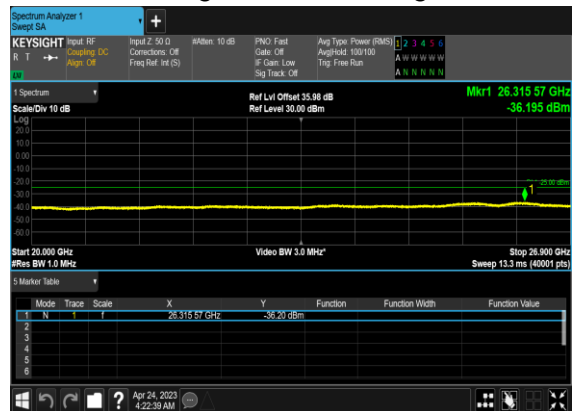 Spectrum Analyzer 1
Swept SA
+
KEYSIGHT Input: RF Input Z: 50 Ω #Atten: 10 dB PNO: Fast Avg Type: Power (RMS) 1 2 3 4 5 6
R T Coupling: DC Corrections: Off Gate: Off Avg|Hold: 100/100 A W W W W W
Align: Off Freq Ref: Int (S) IF Gain: Low Trig: Free Run
Sig Track: Off A N N N N N
1 Spectrum Ref Lvl Offset 35.98 dB Mkr1 26.315 57 GHz
Scale/Div 10 dB Ref Level 30.00 dBm -36.195 dBm
Log
20.0
10.0
0.00
-10.0
-20.0
-30.0
-40.0
-50.0
-60.0
1
-25.00 dBm
Start 20.000 GHz Video BW 3.0 MHz* Stop 26.900 GHz
#Res BW 1.0 MHz Sweep 13.3 ms (40001 pts)
5 Marker Table
Mode Trace Scale X Y Function Function Width Function Value
1 N 1 f 26.315 57 GHz -36.20 dBm
2
3
4
5
6
? Apr 24, 2023
4:22:39 AM